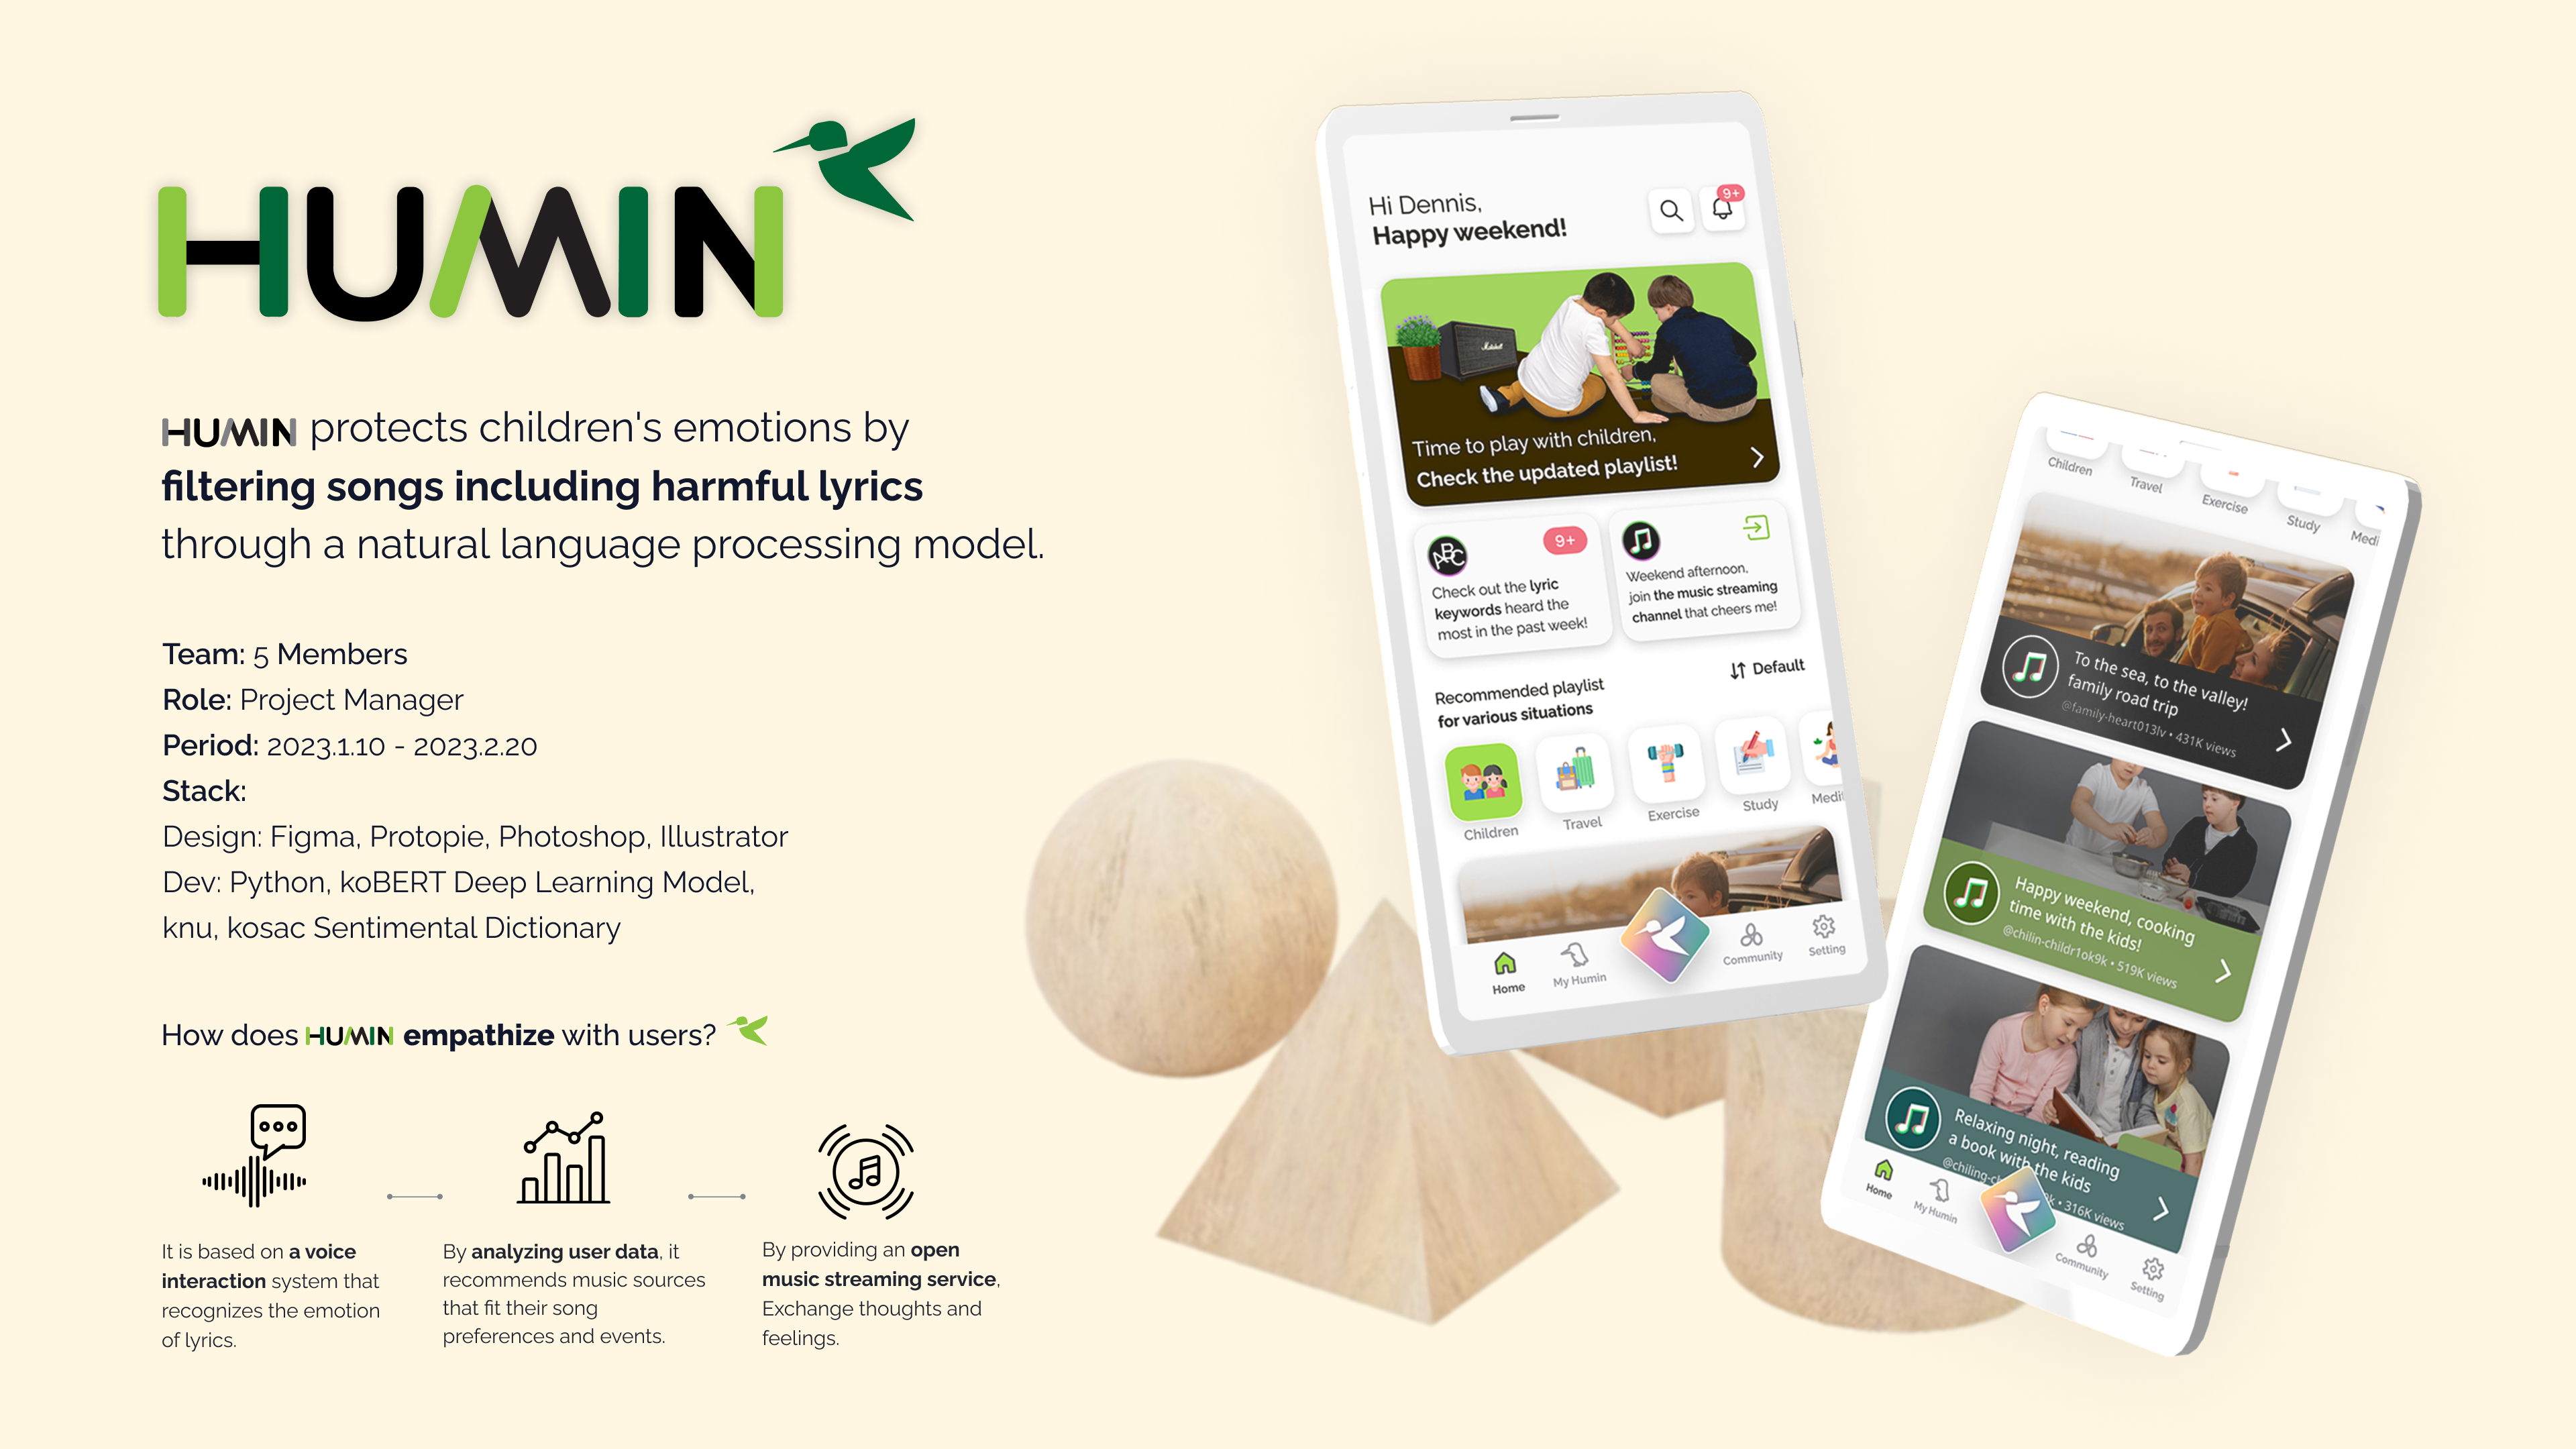 HUMIN
HUMIN protects children's emotions by
filtering songs including harmful lyrics
through a natural language processing model.
Team: 5 Members
Role: Project Manager
Period: 2023.1.10 - 2023.2.20
Stack:
Design: Figma, Protopie, Photoshop, Illustrator
Dev: Python, koBERT Deep Learning Model,
knu, kosac Sentimental Dictionary
How does HUMIN empathize with users?
It is based on a voice
interaction system that
recognizes the emotion
of lyrics.
By analyzing user data, it
recommends music sources
that fit their song
preferences and events.
By providing an open
music streaming service,
Exchange thoughts and
feelings.
Hi Dennis,
Happy weekend!
9+
Marshall
Time to play with children,
Check the updated playlist!
ABC
9+
Check out the lyric
keywords heard the
most in the past week!
Weekend afternoon,
join the music streaming
channel that cheers me!
Default
Recommended playlist
for various situations
Children
Travel
Exercise
Study
Medi
Home
My Humin
Community
Setting
Children
Travel
Exercise
Study
Medi
To the sea, to the valley!
family road trip
@family-heart013lv • 431K views
Happy weekend, cooking
time with the kids!
@chilin-childr1ok9k • 519K views
Relaxing night, reading
a book with the kids
@chiling-c k • 316K views
Home
My Humin
Community
Setting